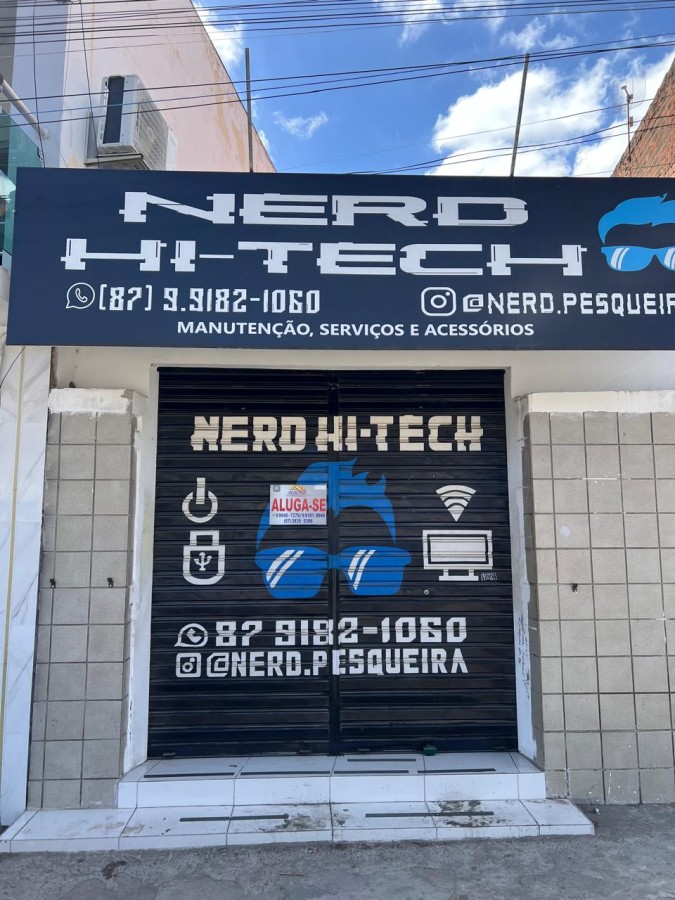 NERD
HI-TECH
(87) 9.9182-1060
@NERD.PESQUEIR
MANUTENÇÃO, SERVIÇOS E ACESSÓRIOS
NERD HI-TECH
ALUGA-SE
87 9182-1060
@NERD.PESQUEIRA